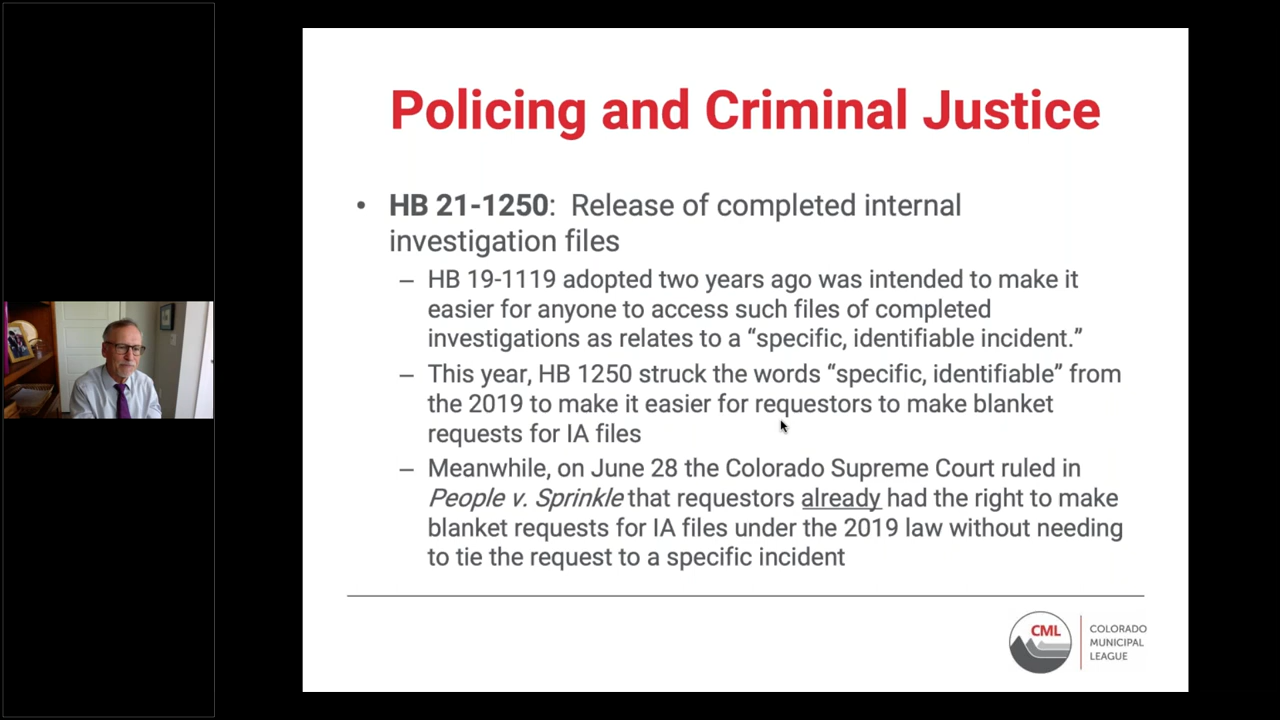 Policing and Criminal Justice
• HB 21-1250: Release of completed internal
investigation files
– HB 19-1119 adopted two years ago was intended to make it
easier for anyone to access such files of completed
investigations as relates to a “specific, identifiable incident.”
– This year, HB 1250 struck the words “specific, identifiable” from
the 2019 to make it easier for requestors to make blanket
requests for IA files
– Meanwhile, on June 28 the Colorado Supreme Court ruled in
People v. Sprinkle that requestors already had the right to make
blanket requests for IA files under the 2019 law without needing
to tie the request to a specific incident
CML
COLORADO
MUNICIPAL
LEAGUE